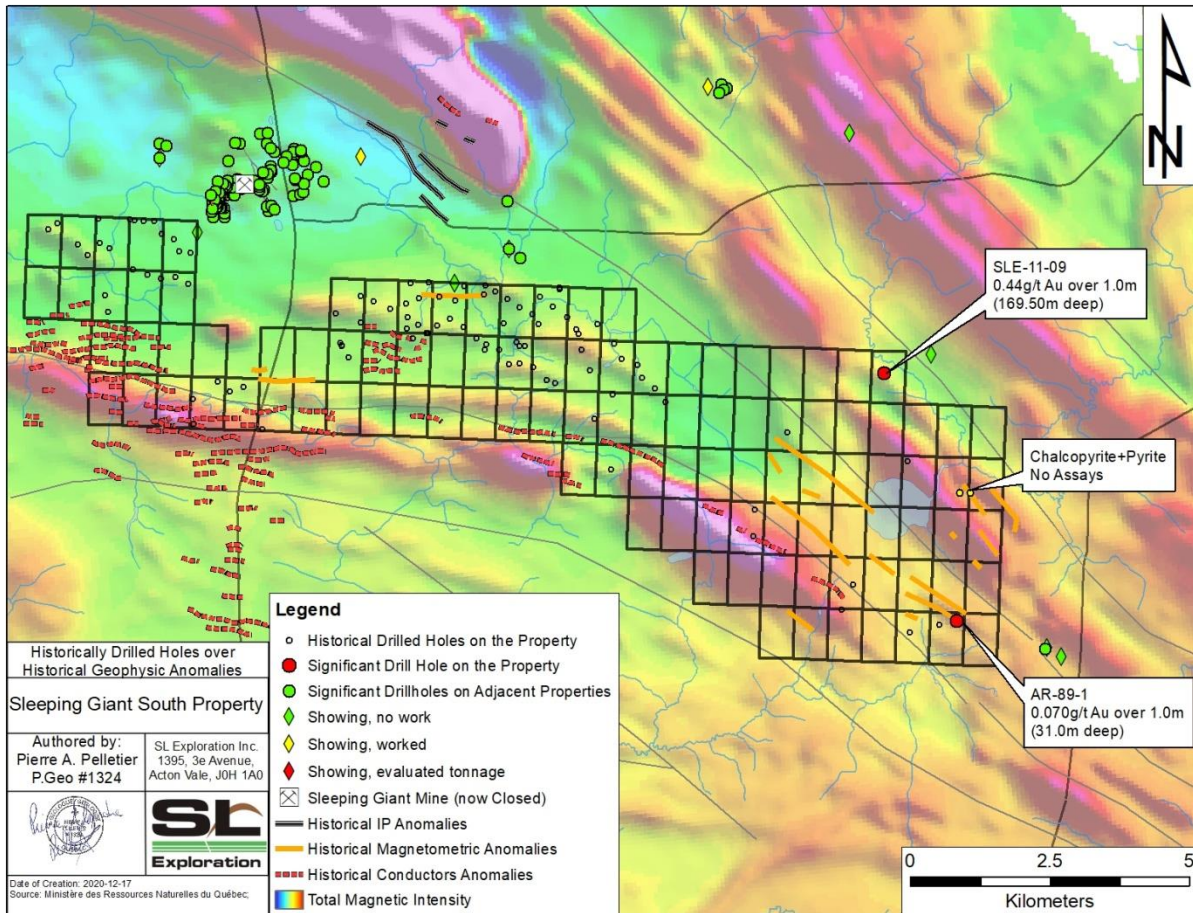 N
SLE-11-09
0.44g/t Au over 1.0m
(169.50m deep)
Chalcopyrite+Pyrite
No Assays
AR-89-1
0.070g/t Au over 1.0m
(31.0m deep)
Historically Drilled Holes over
Historical Geophysic Anomalies
Sleeping Giant South Property
Authored by:
Pierre A. Pelletier
P.Geo #1324
SL Exploration Inc.
1395, 3e Avenue,
Acton Vale, J0H 1A0
SL
Exploration
Date of Creation: 2020-12-17
Source: Ministère des Ressources Naturelles du Québec;
Legend
Historical Drilled Holes on the Property
Significant Drill Hole on the Property
Significant Drillholes on Adjacent Properties
Showing, no work
Showing, worked
Showing, evaluated tonnage
Sleeping Giant Mine (now Closed)
Historical IP Anomalies
Historical Magnetometric Anomalies
Historical Conductors Anomalies
Total Magnetic Intensity
0 2.5 5
Kilometers